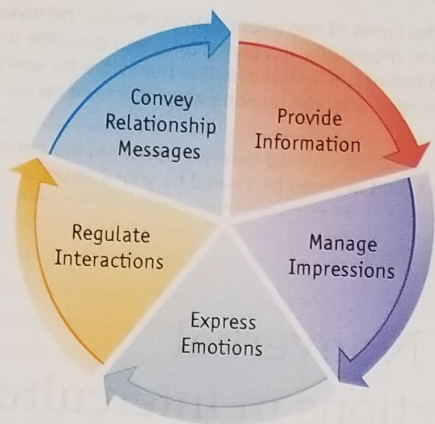 Convey
Relationship
Messages
Provide
Information
Manage
Impressions
Express
Emotions
Regulate
Interactions